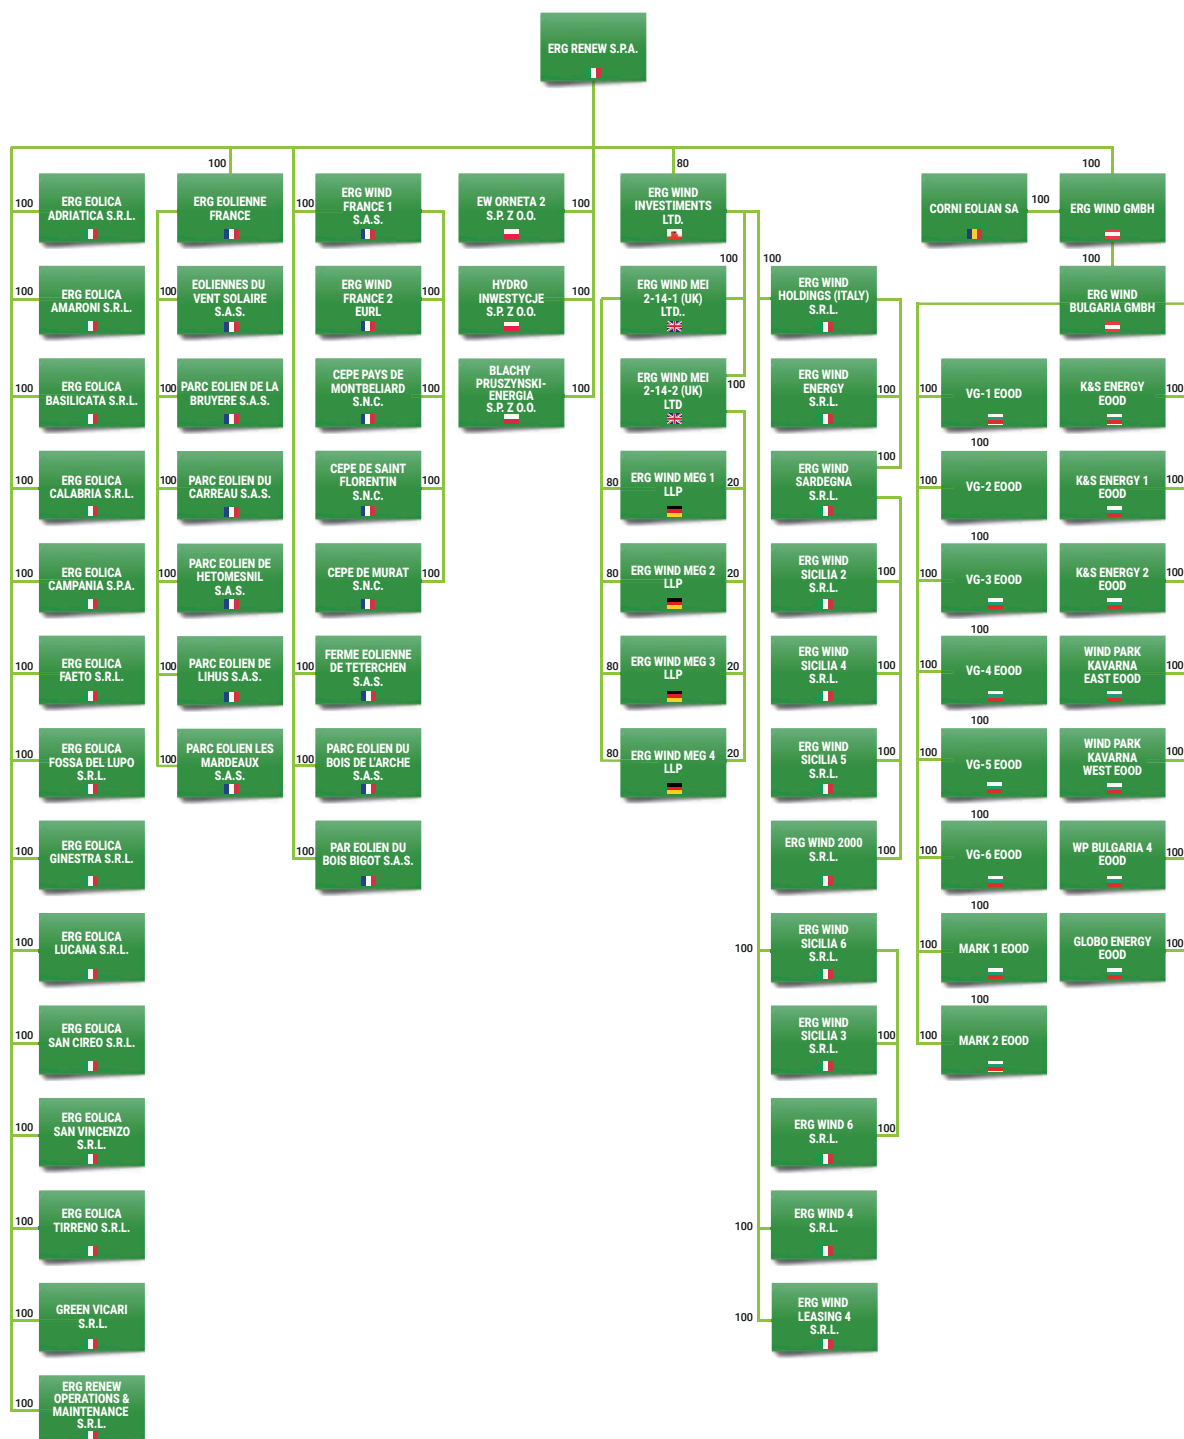 ERG RENEW S.P.A.
100
80
100
100
ERG EOLICA
ADRIATICA S.R.L.
ERG EOLIENNE
FRANCE
100
ERG WIND
FRANCE 1
S.A.S.
EW ORNETA 2
S.P. Z O.O.
100
ERG WIND
INVESTIMENTS
LTD.
CORNI EOLIAN SA
100
ERG WIND GMBH
100
100
100
100
ERG EOLICA
AMARONI S.R.L.
100
EOLIENNES DU
VENT SOLAIRE
S.A.S.
ERG WIND
FRANCE 2
EURL
100
HYDRO
INWESTYCJE
S.P. Z O.O.
100
ERG WIND MEI
2-14-1 (UK)
LTD..
ERG WIND
HOLDINGS (ITALY)
S.R.L.
ERG WIND
BULGARIA GMBH
100
ERG EOLICA
BASILICATA S.R.L.
100
PARC EOLIEN DE LA
BRUYERE S.A.S.
CEPE PAYS DE
MONTBELIARD
S.N.C.
100
BLACHY
PRUSZYNSKI-
ENERGIA
S.P. Z O.O.
100
ERG WIND MEI
2-14-2 (UK)
LTD
100
ERG WIND
ENERGY
S.R.L.
100
100
VG-1 EOOD
K&S ENERGY
EOOD
100
100
100
ERG EOLICA
CALABRIA S.R.L.
100
PARC EOLIEN DU
CARREAU S.A.S.
CEPE DE SAINT
FLORENTIN
S.N.C.
100
80
ERG WIND MEG 1
LLP
20
ERG WIND
SARDEGNA
S.R.L.
100
100
VG-2 EOOD
K&S ENERGY 1
EOOD
100
100
100
ERG EOLICA
CAMPANIA S.P.A.
100
PARC EOLIEN DE
HETOMESNIL
S.A.S.
CEPE DE MURAT
S.N.C.
100
80
ERG WIND MEG 2
LLP
20
ERG WIND
SICILIA 2
S.R.L.
100
100
VG-3 EOOD
K&S ENERGY 2
EOOD
100
100
100
ERG EOLICA
FAETO S.R.L.
100
PARC EOLIEN DE
LIHUS S.A.S.
100
FERME EOLIENNE
DE TETERCHEN
S.A.S.
80
ERG WIND MEG 3
LLP
20
ERG WIND
SICILIA 4
S.R.L.
100
100
VG-4 EOOD
WIND PARK
KAVARNA
EAST EOOD
100
100
100
ERG EOLICA
FOSSA DEL LUPO
S.R.L.
100
PARC EOLIEN LES
MARDEAUX
S.A.S.
100
PARC EOLIEN DU
BOIS DE L'ARCHE
S.A.S.
80
ERG WIND MEG 4
LLP
20
ERG WIND
SICILIA 5
S.R.L.
100
100
VG-5 EOOD
WIND PARK
KAVARNA
WEST EOOD
100
100
100
ERG EOLICA
GINESTRA S.R.L.
100
PAR EOLIEN DU
BOIS BIGOT S.A.S.
ERG WIND 2000
S.R.L.
100
100
VG-6 EOOD
WP BULGARIA 4
EOOD
100
100
100
ERG EOLICA
LUCANA S.R.L.
100
ERG WIND
SICILIA 6
S.R.L.
100
MARK 1 EOOD
GLOBO ENERGY
EOOD
100
100
100
ERG EOLICA
SAN CIREO S.R.L.
ERG WIND
SICILIA 3
S.R.L.
100
100
MARK 2 EOOD
100
ERG EOLICA
SAN VINCENZO
S.R.L.
ERG WIND 6
S.R.L.
100
100
ERG EOLICA
TIRRENO S.R.L.
100
ERG WIND 4
S.R.L.
100
GREEN VICARI
S.R.L.
100
ERG WIND
LEASING 4
S.R.L.
100
ERG RENEW
OPERATIONS &
MAINTENANCE
S.R.L.